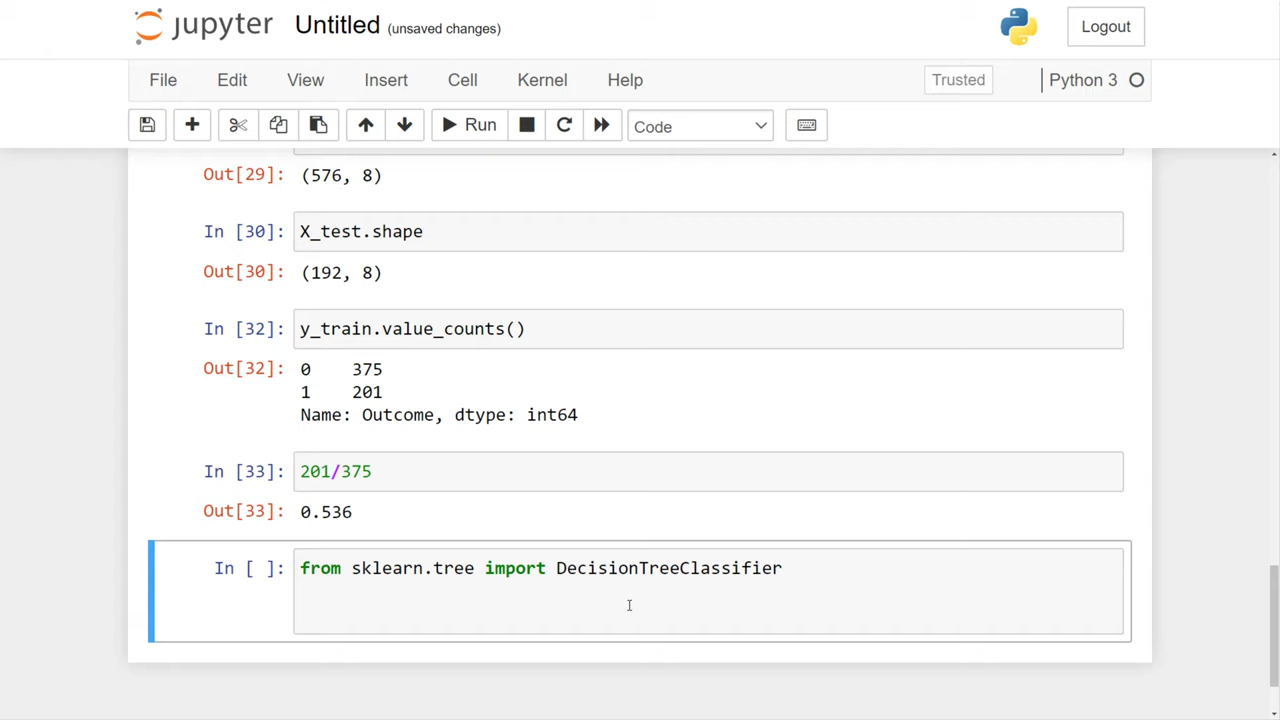 jupyter Untitled (unsaved changes) Logout
File Edit View Insert Cell Kernel Help Trusted Python 3
Run Code
Out[29]: (576, 8)
In [30]: X_test.shape
Out[30]: (192, 8)
In [32]: y_train.value_counts()
Out[32]: 0 375
1 201
Name: Outcome, dtype: int64
In [33]: 201/375
Out[33]: 0.536
In [ ]: from sklearn.tree import DecisionTreeClassifier